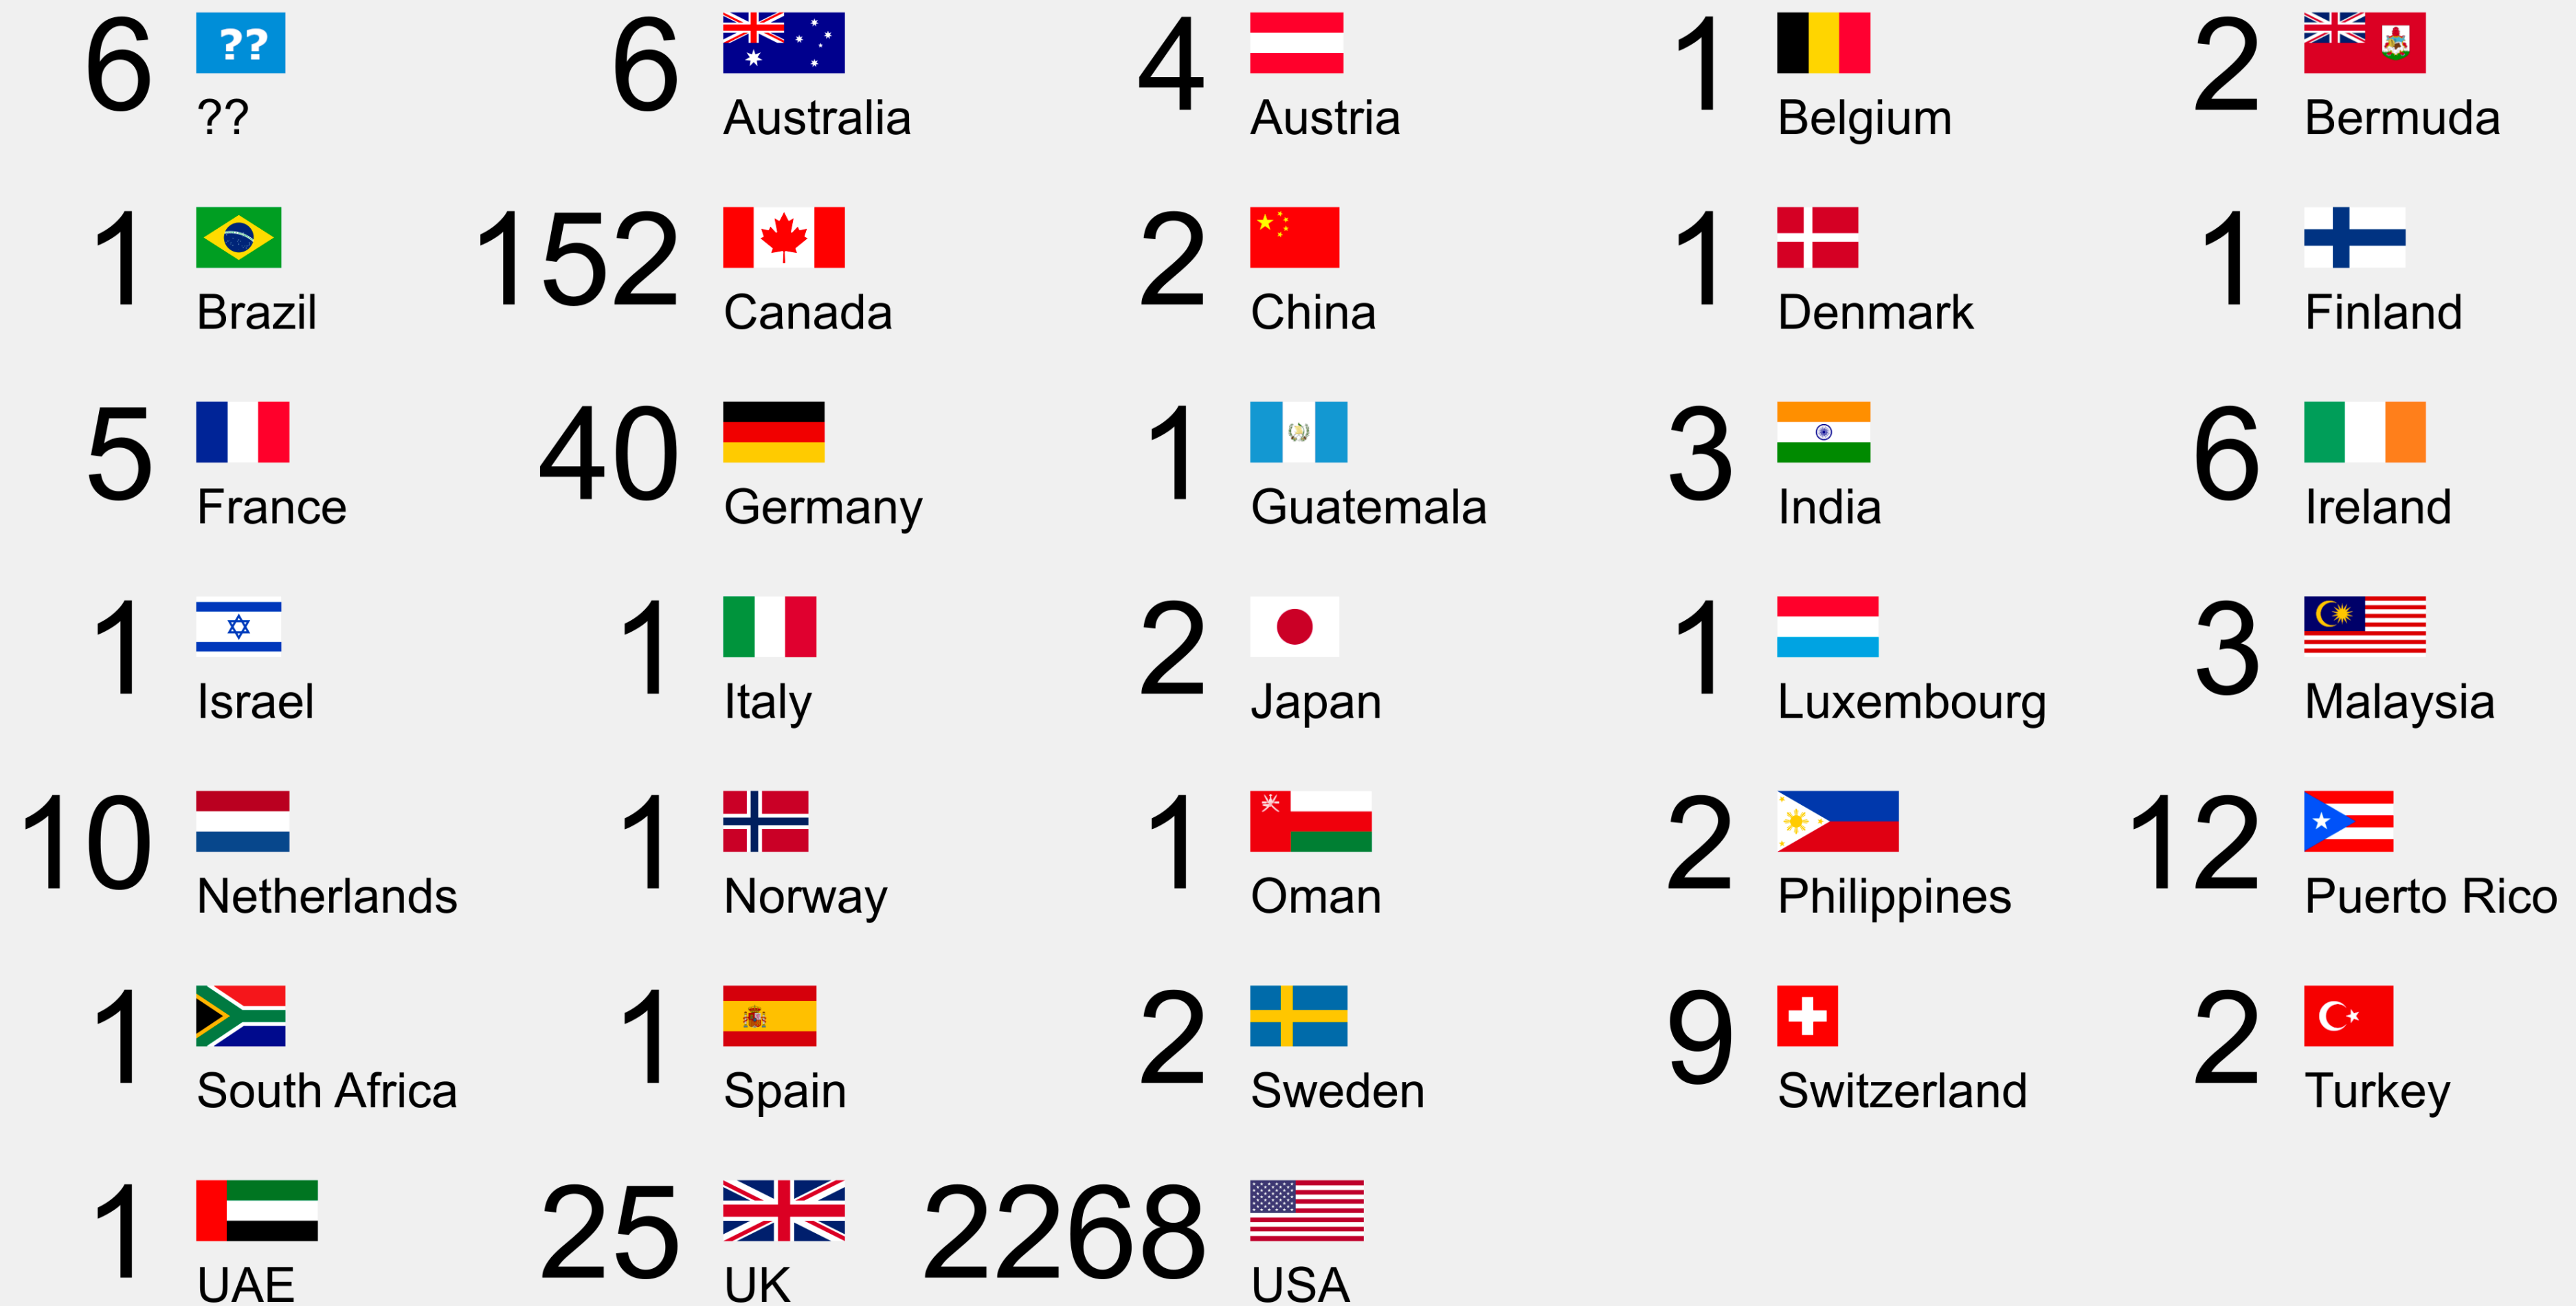 6 ?? 6 4 1 2
?? Australia Austria Belgium Bermuda
1 152 2 1 1
Brazil Canada China Denmark Finland
5 40 1 3 6
France Germany Guatemala India Ireland
1 1 2 1 3
Israel Italy Japan Luxembourg Malaysia
10 1 1 2 12
Netherlands Norway Oman Philippines Puerto Rico
1 1 2 9 2
South Africa Spain Sweden Switzerland Turkey
1 25 2268
UAE UK USA